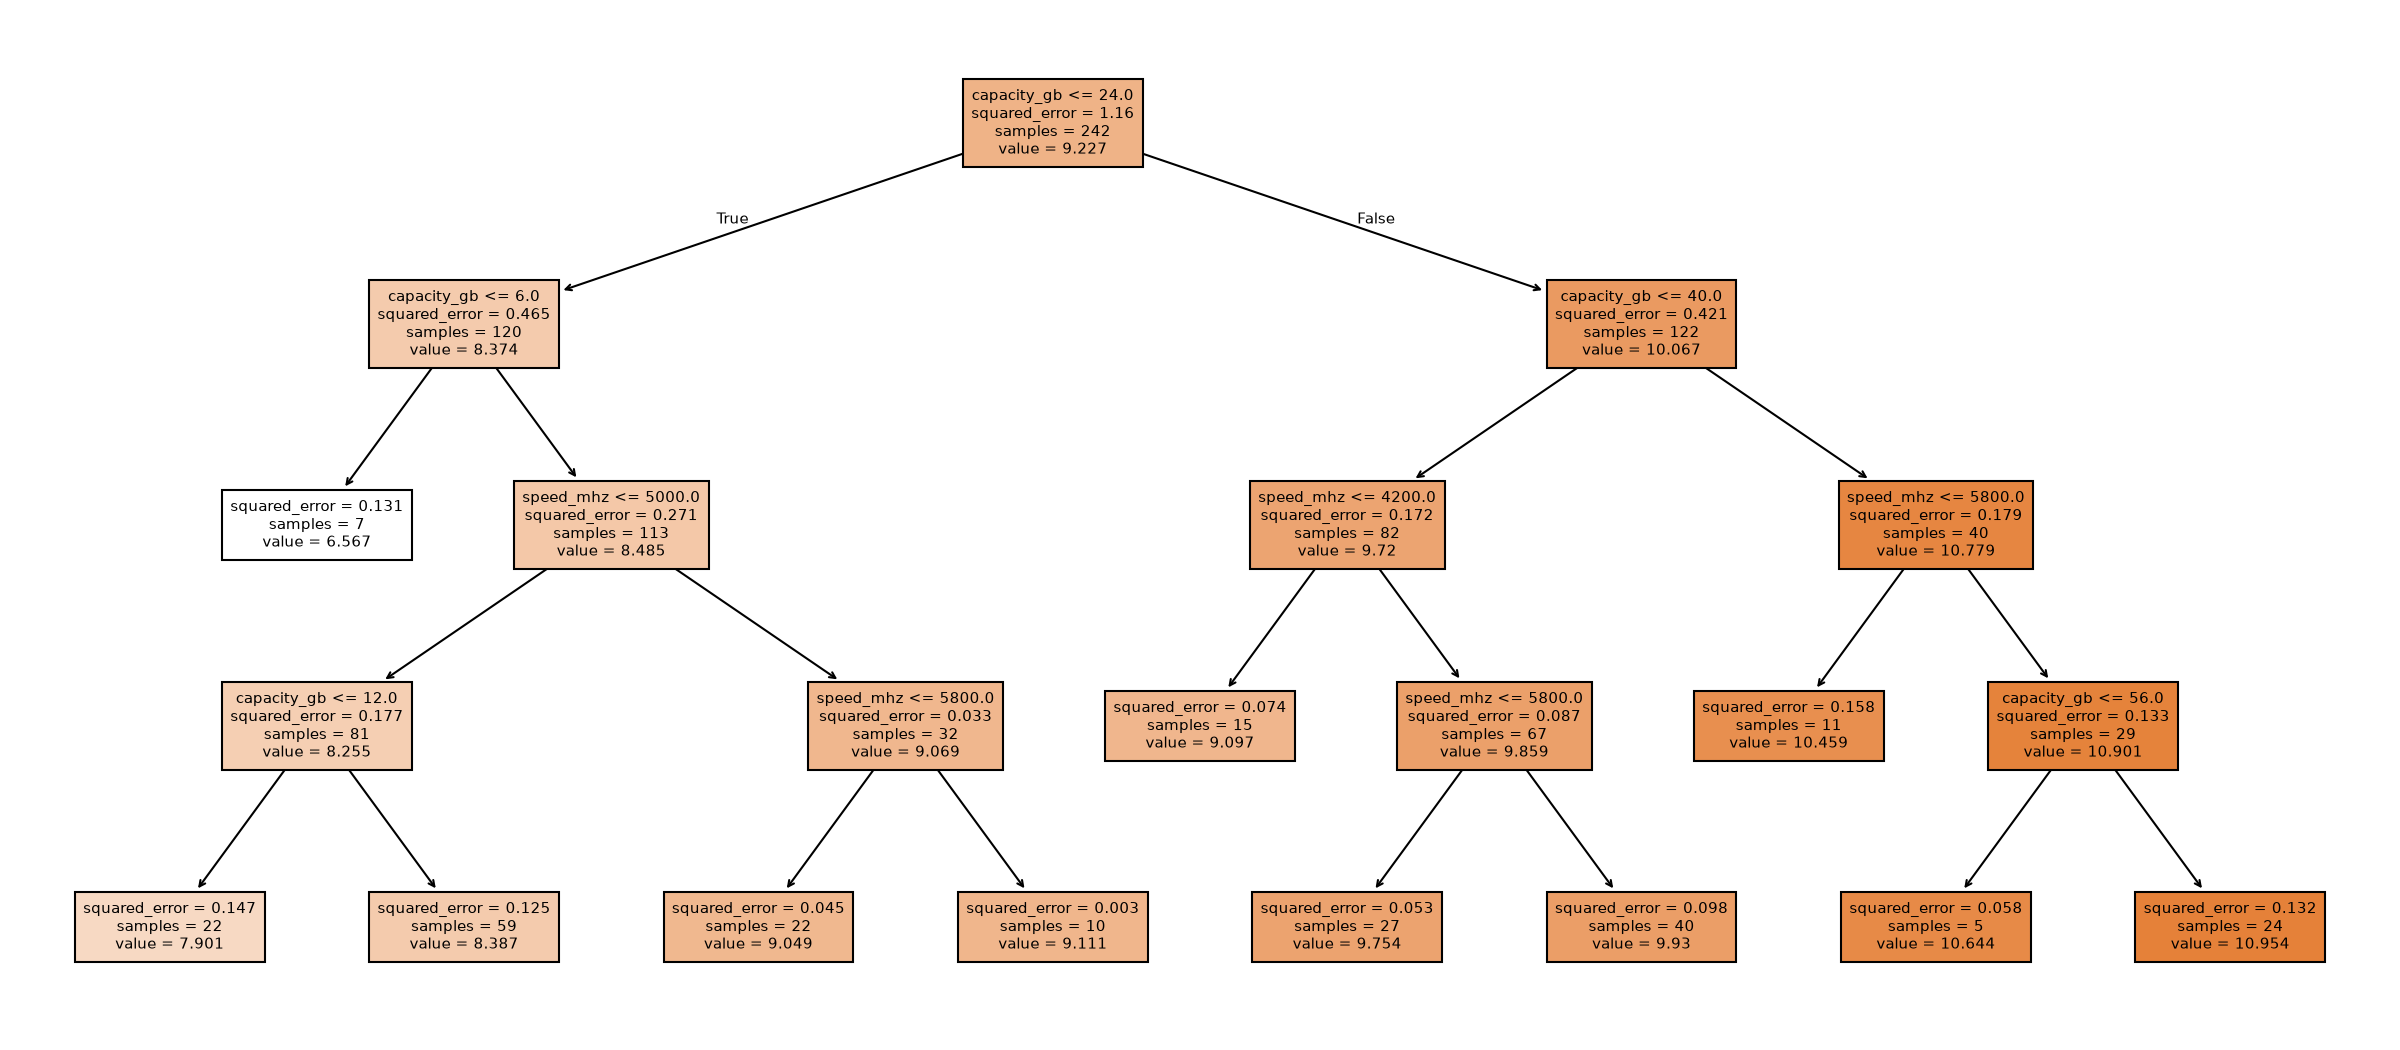 capacity_gb <= 24.0
squared_error = 1.16
samples = 242
value = 9.227
True
False
capacity_gb <= 6.0
squared_error = 0.465
samples = 120
value = 8.374
capacity_gb <= 40.0
squared_error = 0.421
samples = 122
value = 10.067
squared_error = 0.131
samples = 7
value = 6.567
speed_mhz <= 5000.0
squared_error = 0.271
samples = 113
value = 8.485
speed_mhz <= 4200.0
squared_error = 0.172
samples = 82
value = 9.72
speed_mhz <= 5800.0
squared_error = 0.179
samples = 40
value = 10.779
capacity_gb <= 12.0
squared_error = 0.177
samples = 81
value = 8.255
speed_mhz <= 5800.0
squared_error = 0.033
samples = 32
value = 9.069
squared_error = 0.074
samples = 15
value = 9.097
speed_mhz <= 5800.0
squared_error = 0.087
samples = 67
value = 9.859
squared_error = 0.158
samples = 11
value = 10.459
capacity_gb <= 56.0
squared_error = 0.133
samples = 29
value = 10.901
squared_error = 0.147
samples = 22
value = 7.901
squared_error = 0.125
samples = 59
value = 8.387
squared_error = 0.045
samples = 22
value = 9.049
squared_error = 0.003
samples = 10
value = 9.111
squared_error = 0.053
samples = 27
value = 9.754
squared_error = 0.098
samples = 40
value = 9.93
squared_error = 0.058
samples = 5
value = 10.644
squared_error = 0.132
samples = 24
value = 10.954